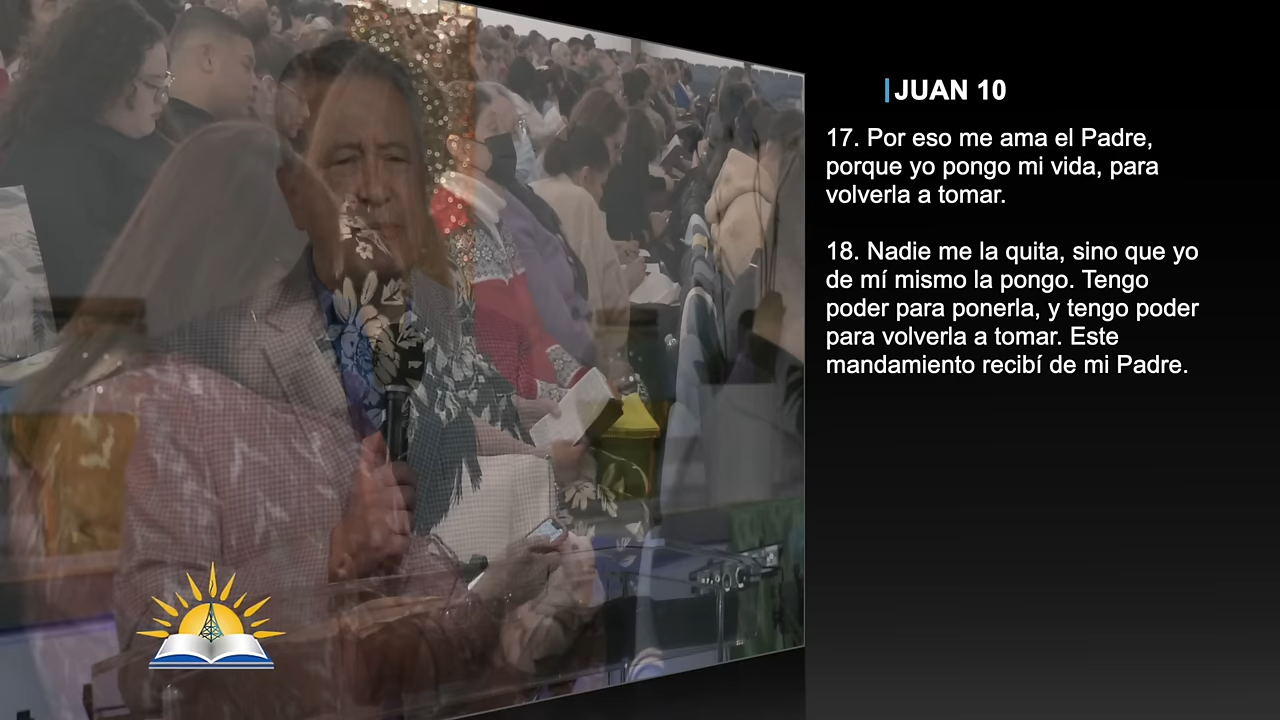 JUAN 10
17. Por eso me ama el Padre,
porque yo pongo mi vida, para
volverla a tomar.
18. Nadie me la quita, sino que yo
de mí mismo la pongo. Tengo
poder para ponerla, y tengo poder
para volverla a tomar. Este
mandamiento recibí de mi Padre.